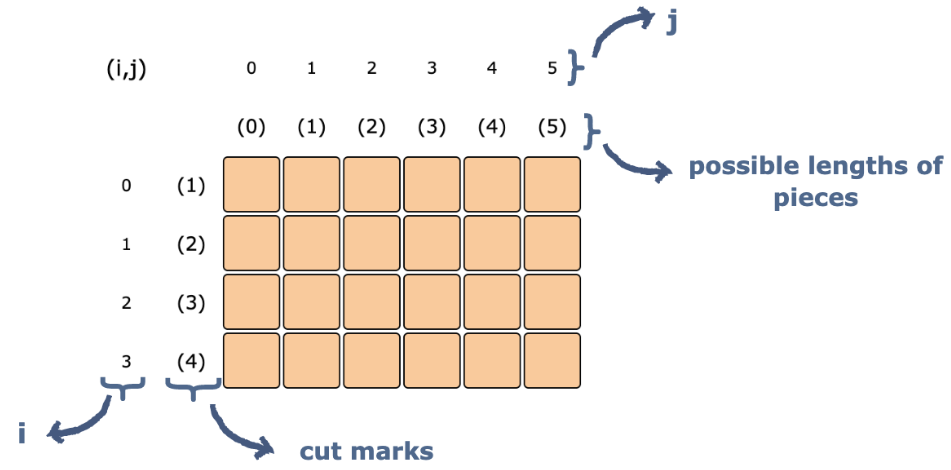 j
(i,j) 0 1 2 3 4 5
(0) (1) (2) (3) (4) (5)
possible lengths of
pieces
0 (1)
1 (2)
2 (3)
3 (4)
i
cut marks